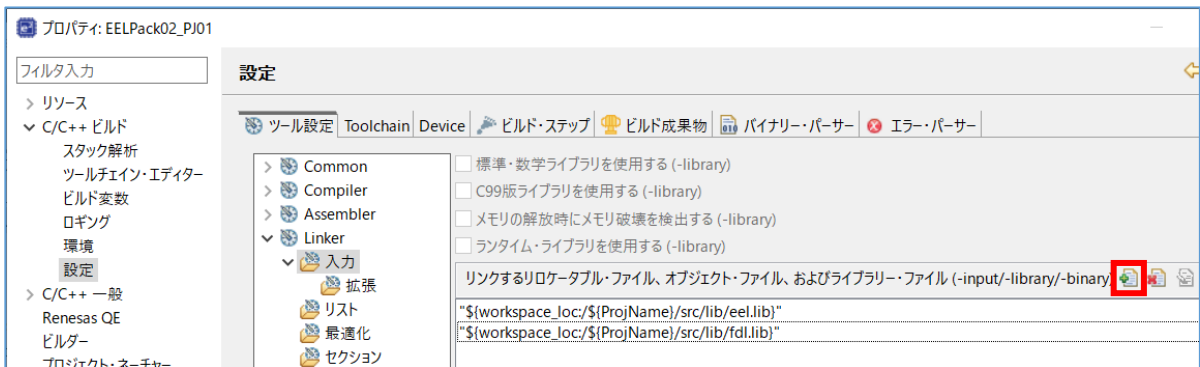 プロパティ: EELPack02_PJ01
フィルタ入力
設定
> リソース
C/C++ ビルド
スタック解析
ツールチェイン・エディター
ビルド変数
ロギング
環境
設定
> C/C++ 一般
Renesas QE
ビルダー
プロジェクト・ネーチャー
ツール設定 Toolchain Device ビルド・ステップ ビルド成果物 バイナリー・パーサー エラー・パーサー
> Common
> Compiler
> Assembler
Linker
入力
拡張
リスト
最適化
セクション
標準・数学ライブラリを使用する (-library)
C99版ライブラリを使用する (-library)
メモリの解放時にメモリ破壊を検出する (-library)
ランタイム・ライブラリを使用する (-library)
リンクするリロケータブル・ファイル、オブジェクト・ファイル、およびライブラリー・ファイル (-input/-library/-binary)
"${workspace_loc:/${ProjName}/src/lib/eel.lib}"
"${workspace_loc:/${ProjName}/src/lib/fdl.lib}"